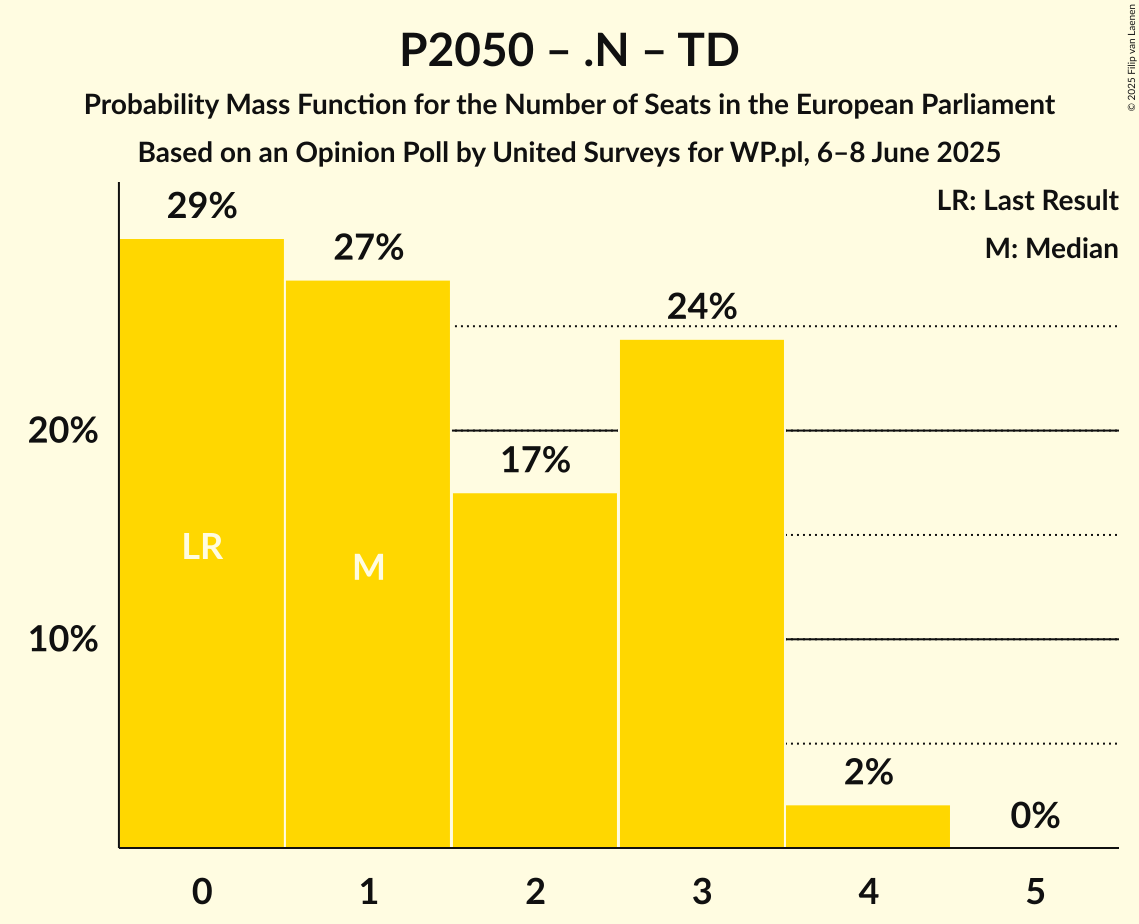 P2050 – .N – TD
Probability Mass Function for the Number of Seats in the European Parliament
Based on an Opinion Poll by United Surveys for WP.pl, 6–8 June 2025
© 2025 Filip van Laenen
LR: Last Result
M: Median
29%
27%
24%
20%
17%
LR
M
10%
2%
0%
0 1 2 3 4 5